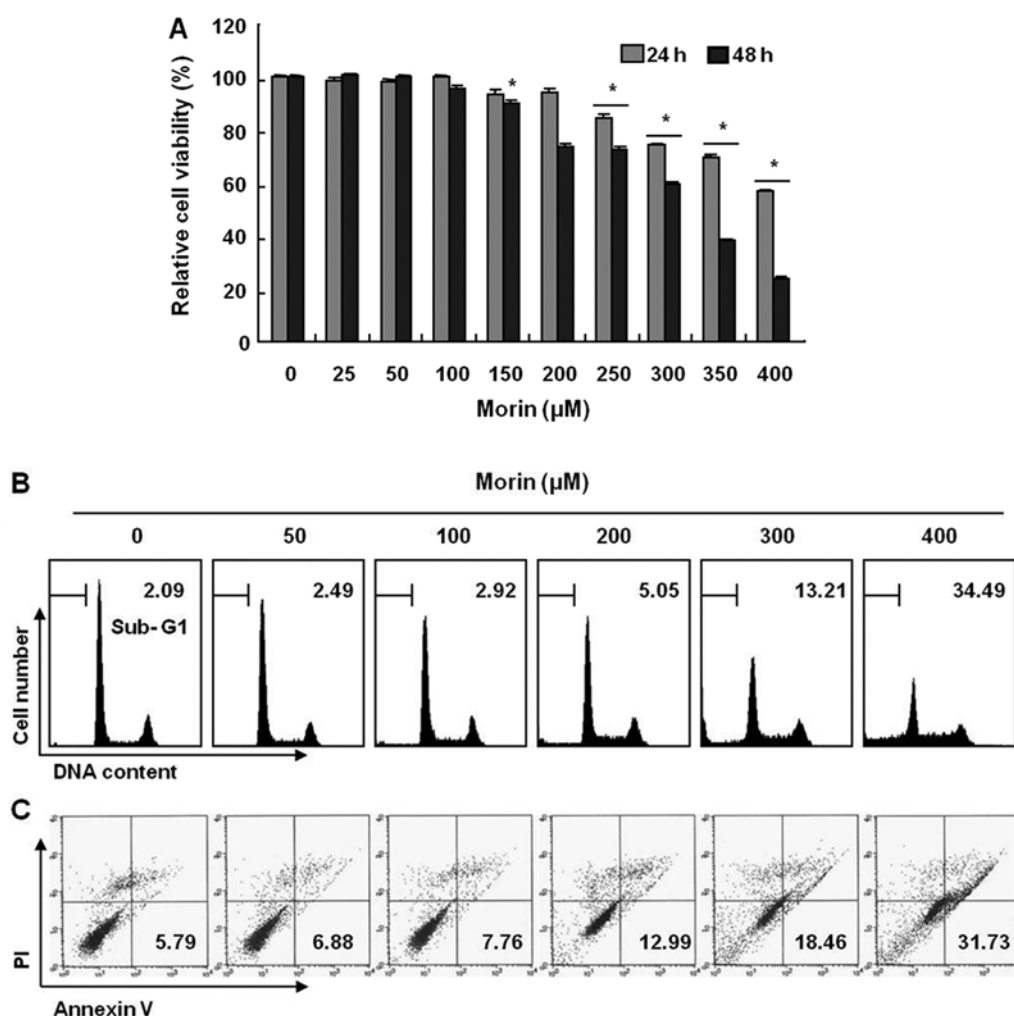 A
120
100
80
60
40
20
0
Relative cell viability (%)
24 h 48 h
* * * * *
0 25 50 100 150 200 250 300 350 400
Morin (µM)
B
Morin (µM)
0 50 100 200 300 400
2.09 2.49 2.92 5.05 13.21 34.49
Sub-G1
Cell number
DNA content
C
5.79 6.88 7.76 12.99 18.46 31.73
PI
Annexin V